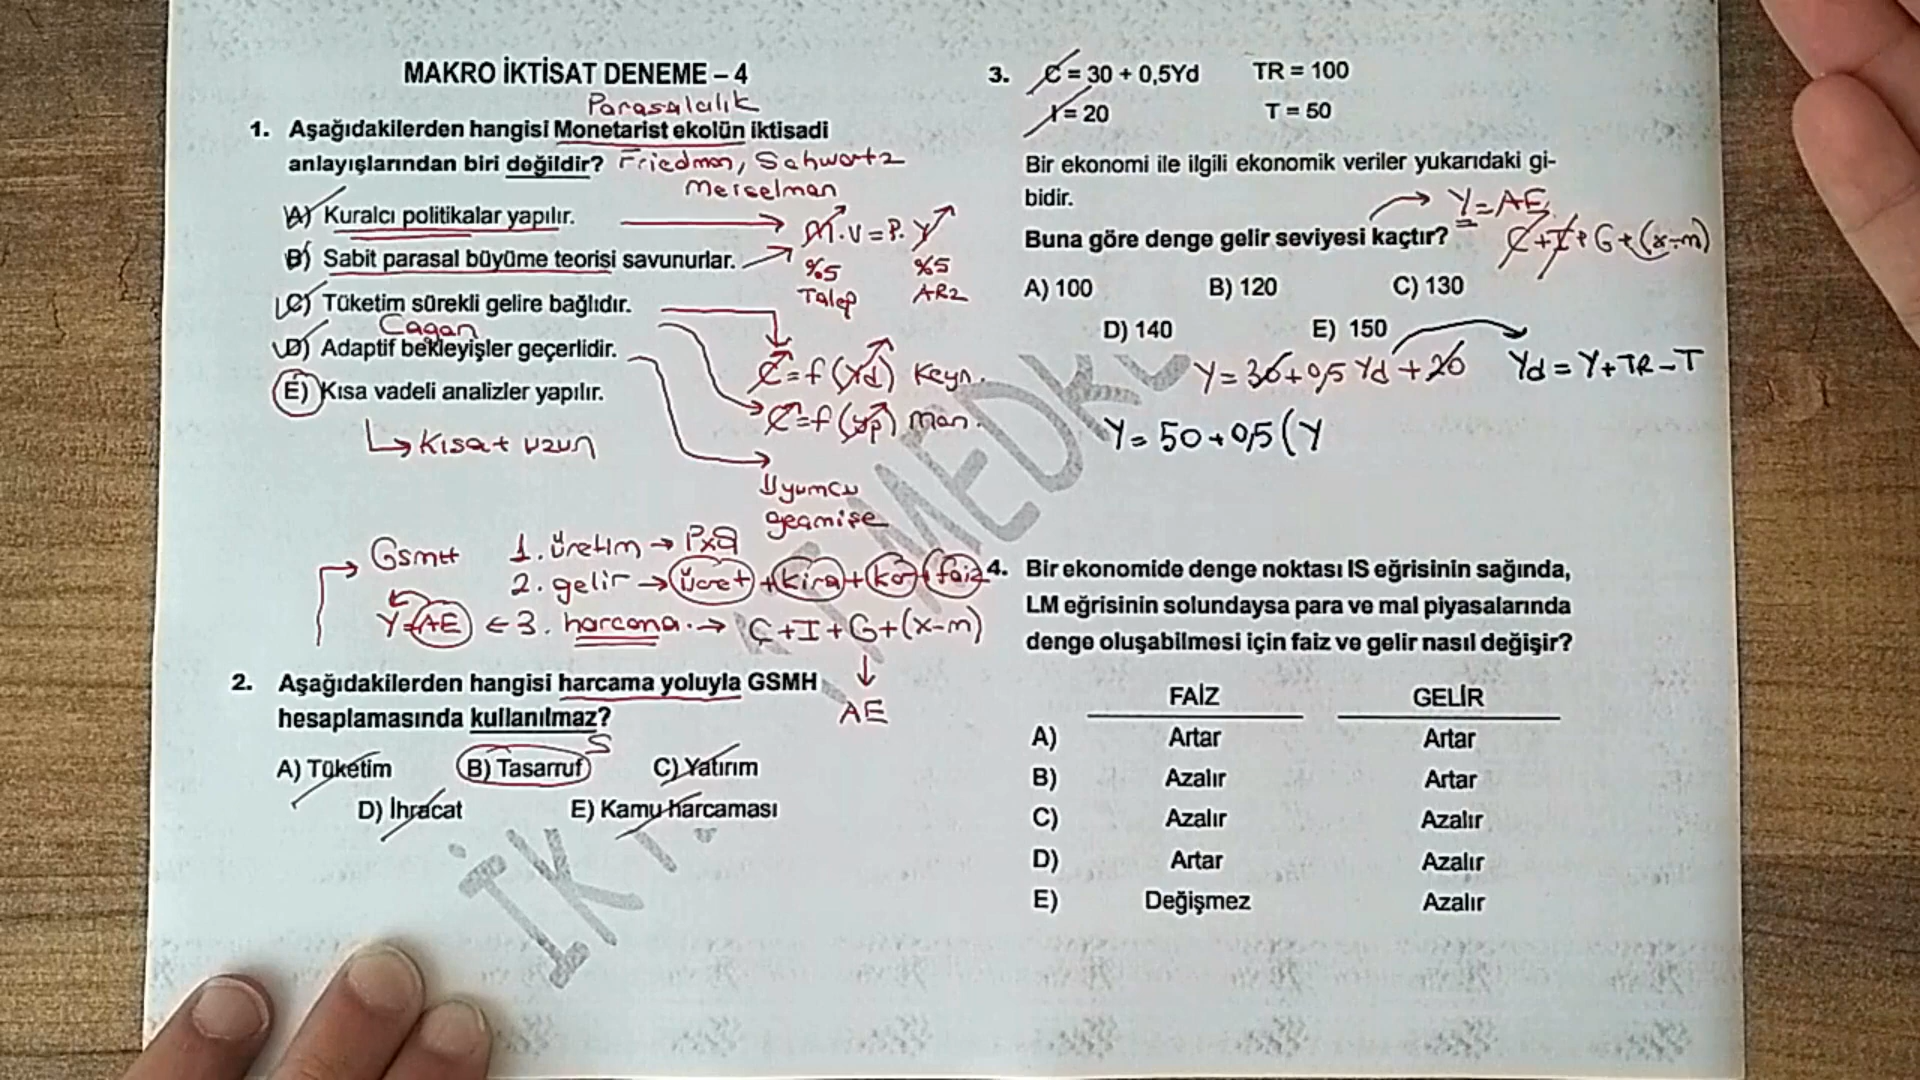 MAKRO İKTİSAT DENEME – 4
Parasalcılık
1. Aşağıdakilerden hangisi Monetarist ekolün iktisadi
anlayışlarından biri değildir? Friedman, Schwartz
Meiselman
A) Kuralcı politikalar yapılır.
M.V=P.Y
B) Sabit parasal büyüme teorisi savunurlar.
%5 %5
Talep ARZ
C) Tüketim sürekli gelire bağlıdır.
Cagan
D) Adaptif bekleyişler geçerlidir.
C=f(Yd) Keyn.
E) Kısa vadeli analizler yapılır.
C=f(yp) mon.
Kısa+uzun
Uyumcu
geçmişe
GSMH 1. üretim → PxQ
2. gelir → ücret + kira + kar + faiz
Y=AE ← 3. harcama → C+I+G+(x-m)
AE
2. Aşağıdakilerden hangisi harcama yoluyla GSMH
hesaplamasında kullanılmaz?
S
A) Tüketim B) Tasarruf C) Yatırım
D) İhracat E) Kamu harcaması
3. C = 30 + 0,5Yd TR = 100
I = 20 T = 50
Bir ekonomi ile ilgili ekonomik veriler yukarıdaki gi-
bidir.
Y=AE
Buna göre denge gelir seviyesi kaçtır?
C+I+G+(x-m)
A) 100 B) 120 C) 130
D) 140 E) 150
Y=30+0,5 Yd+20 Yd=Y+TR-T
Y=50+0,5(Y
4. Bir ekonomide denge noktası IS eğrisinin sağında,
LM eğrisinin solundaysa para ve mal piyasalarında
denge oluşabilmesi için faiz ve gelir nasıl değişir?
FAİZ GELİR
A) Artar Artar
B) Azalır Artar
C) Azalır Azalır
D) Artar Azalır
E) Değişmez Azalır